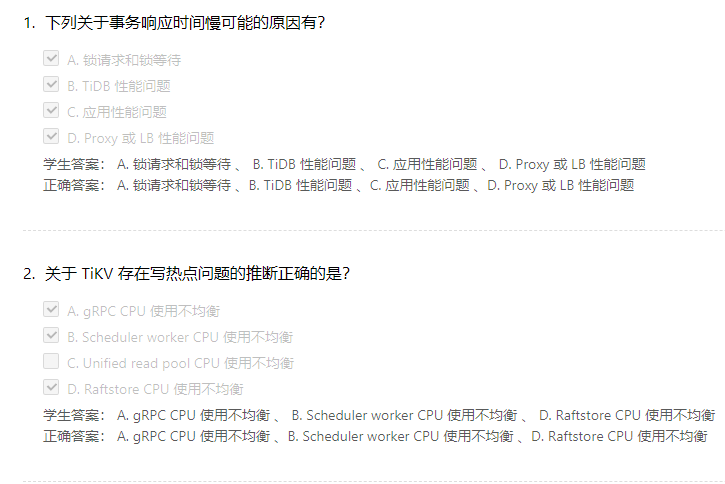 1. 下列关于事务响应时间慢可能的原因有？
A. 锁请求和锁等待
B. TiDB 性能问题
C. 应用性能问题
D. Proxy 或 LB 性能问题
学生答案： A. 锁请求和锁等待 、 B. TiDB 性能问题 、 C. 应用性能问题 、 D. Proxy 或 LB 性能问题
正确答案： A. 锁请求和锁等待 、B. TiDB 性能问题 、C. 应用性能问题 、D. Proxy 或 LB 性能问题
2. 关于 TiKV 存在写热点问题的推断正确的是？
A. gRPC CPU 使用不均衡
B. Scheduler worker CPU 使用不均衡
C. Unified read pool CPU 使用不均衡
D. Raftstore CPU 使用不均衡
学生答案： A. gRPC CPU 使用不均衡 、 B. Scheduler worker CPU 使用不均衡 、 D. Raftstore CPU 使用不均衡
正确答案： A. gRPC CPU 使用不均衡 、B. Scheduler worker CPU 使用不均衡 、D. Raftstore CPU 使用不均衡